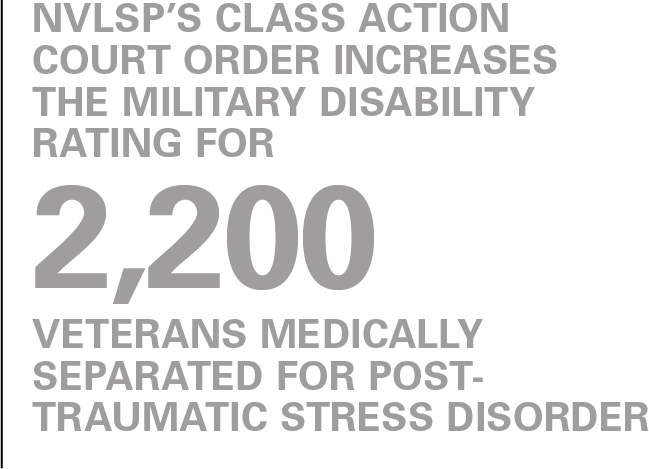 NVLSP’S CLASS ACTION
COURT ORDER INCREASES
THE MILITARY DISABILITY
RATING FOR
2,200
VETERANS MEDICALLY
SEPARATED FOR POST-
TRAUMATIC STRESS DISORDER